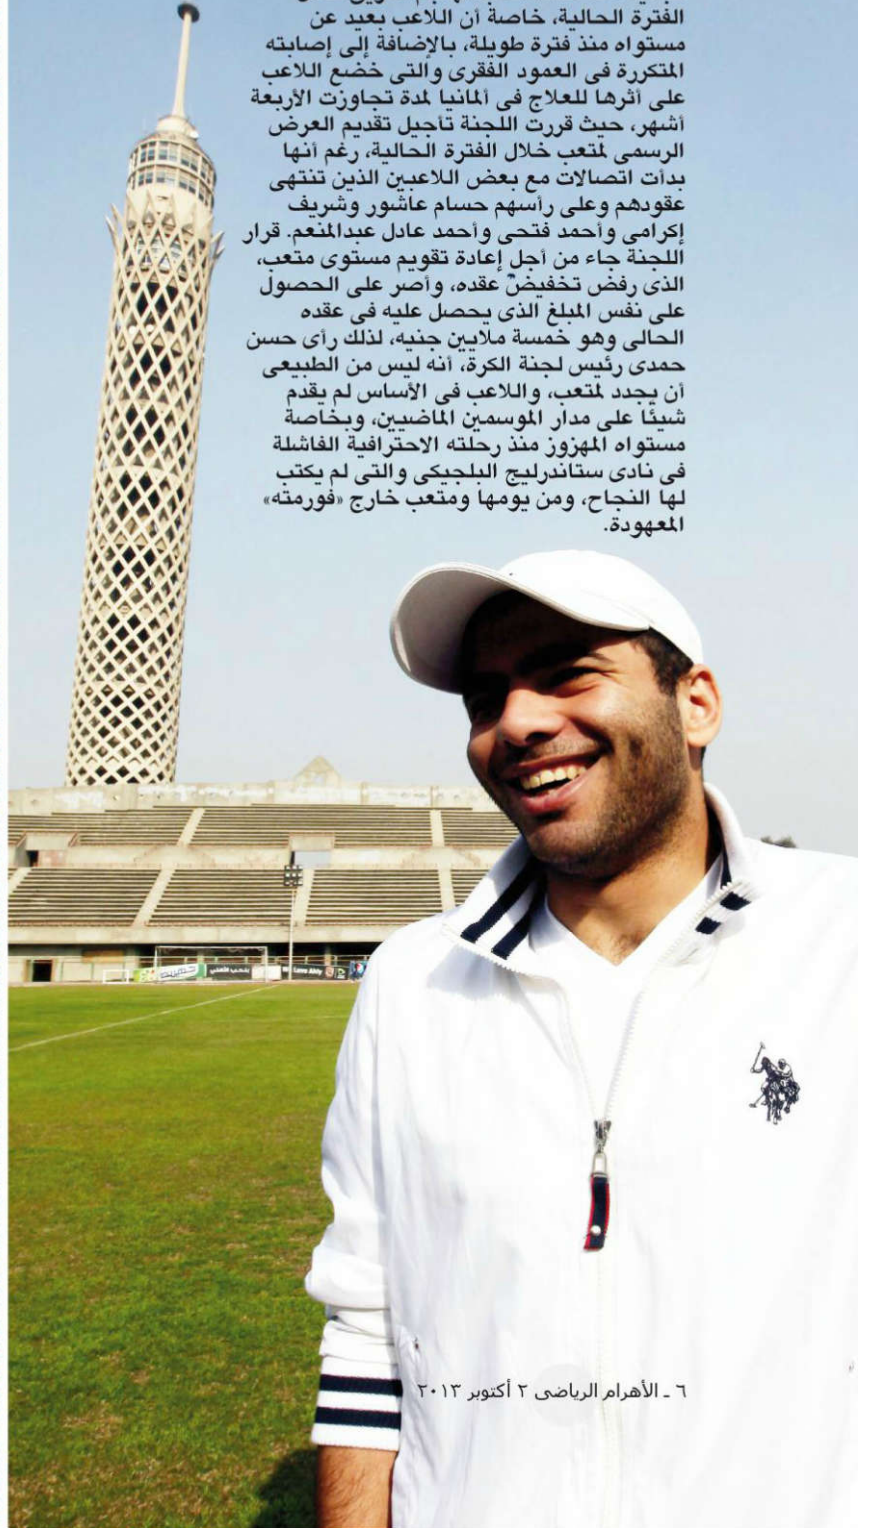 الفترة الحالية، خاصة أن اللاعب بعيد عن
مستواه منذ فترة طويلة، بالإضافة إلى إصابته
المتكررة فى العمود الفقرى والتى خضع اللاعب
على أثرها للعلاج فى ألمانيا لمدة تجاوزت الأربعة
أشهر، حيث قررت اللجنة تأجيل تقديم العرض
الرسمى لمتعب خلال الفترة الحالية، رغم أنها
بدأت اتصالات مع بعض اللاعبين الذين تنتهى
عقودهم وعلى رأسهم حسام عاشور وشريف
إكرامى وأحمد فتحى وأحمد عادل عبدالمنعم. قرار
اللجنة جاء من أجل إعادة تقويم مستوى متعب،
الذى رفض تخفيض عقده، وأصر على الحصول
على نفس المبلغ الذى يحصل عليه فى عقده
الحالى وهو خمسة ملايين جنيه، لذلك رأى حسن
حمدى رئيس لجنة الكرة، أنه ليس من الطبيعى
أن يجدد لمتعب، واللاعب فى الأساس لم يقدم
شيئًا على مدار الموسمين الماضيين، وبخاصة
مستواه المهزوز منذ رحلته الاحترافية الفاشلة
فى نادى ستاندرليج البلجيكى والتى لم يكتب
لها النجاح، ومن يومها ومتعب خارج «فورمته»
المعهودة.
We Love Ahly
٦ ـ الأهرام الرياضى ٢ أكتوبر ٢٠١٣